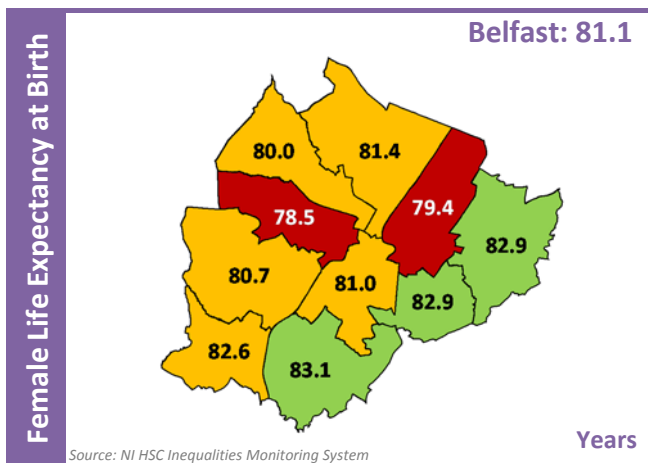 Female Life Expectancy at Birth
Belfast: 81.1
80.0
81.4
78.5
79.4
82.9
80.7
81.0
82.9
82.6
83.1
Years
Source: NI HSC Inequalities Monitoring System